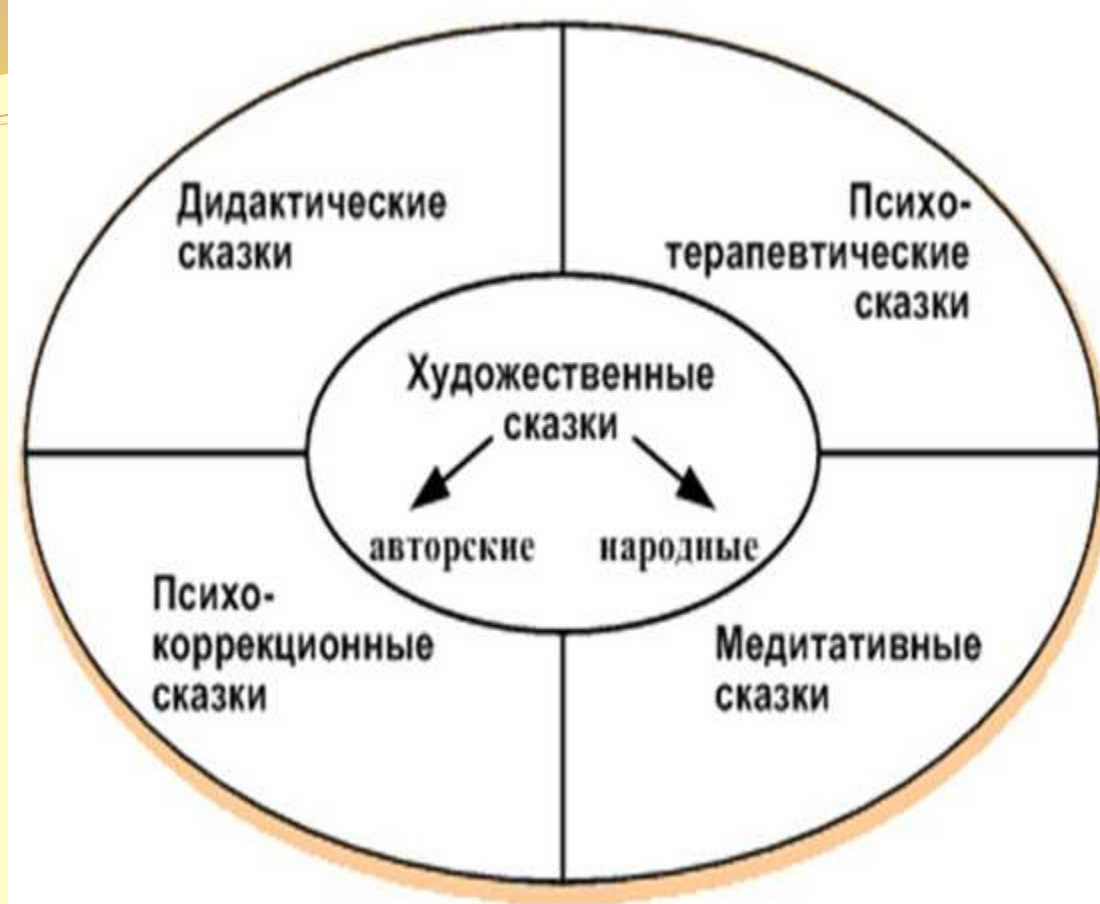 Дидактические
сказки
Психо-
терапевтические
сказки
Художественные
сказки
авторские народные
Психо-
коррекционные
сказки
Медитативные
сказки